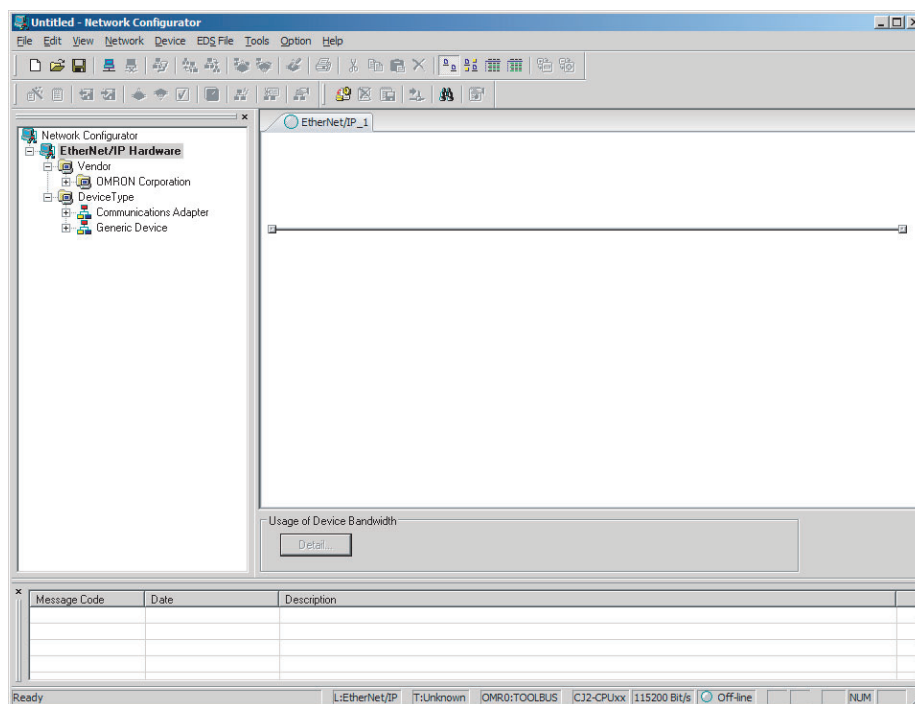 Untitled - Network Configurator
File Edit View Network Device EDS File Tools Option Help
Network Configurator
EtherNet/IP Hardware
Vendor
OMRON Corporation
DeviceType
Communications Adapter
Generic Device
EtherNet/IP_1
Usage of Device Bandwidth
Detail...
Message Code Date Description
Ready L:EtherNet/IP T:Unknown OMR0:TOOLBUS CJ2-CPUxx 115200 Bit/s Off-line NUM